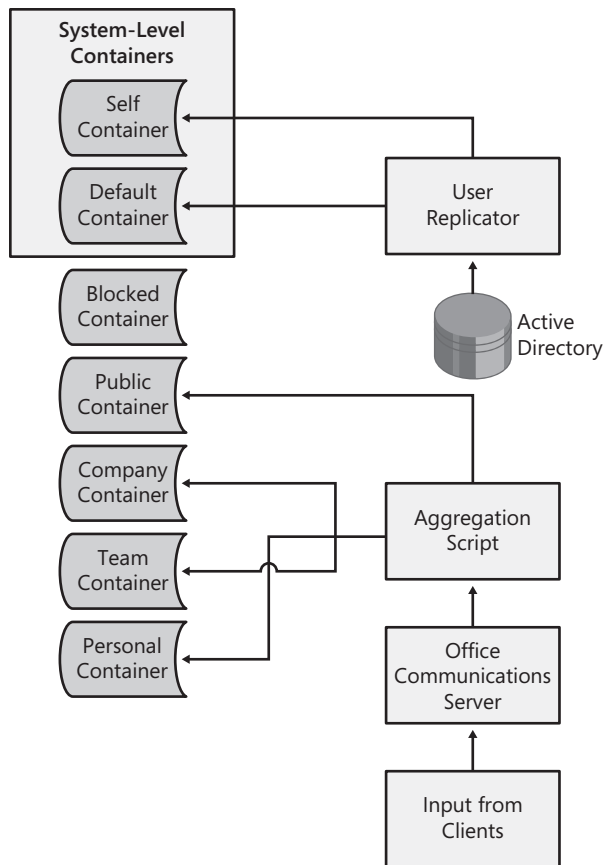 System-Level
Containers
Self
Container
Default
Container
User
Replicator
Blocked
Container
Active
Directory
Public
Container
Company
Container
Aggregation
Script
Team
Container
Personal
Container
Office
Communications
Server
Input from
Clients